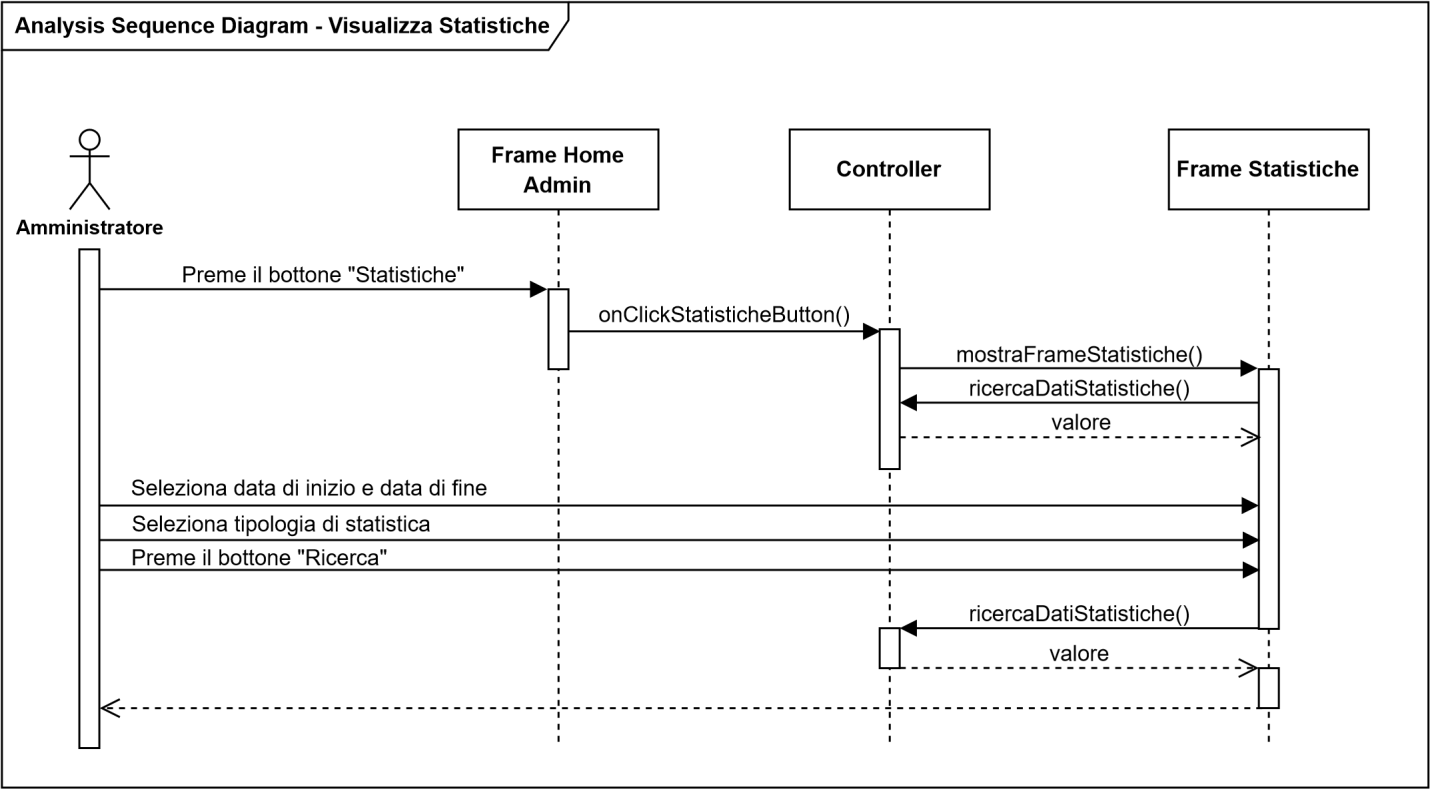 Analysis Sequence Diagram - Visualizza Statistiche
Amministratore
Frame Home
Admin
Controller
Frame Statistiche
Preme il bottone "Statistiche"
onClickStatisticheButton()
mostraFrameStatistiche()
ricercaDatiStatistiche()
valore
Seleziona data di inizio e data di fine
Seleziona tipologia di statistica
Preme il bottone "Ricerca"
ricercaDatiStatistiche()
valore